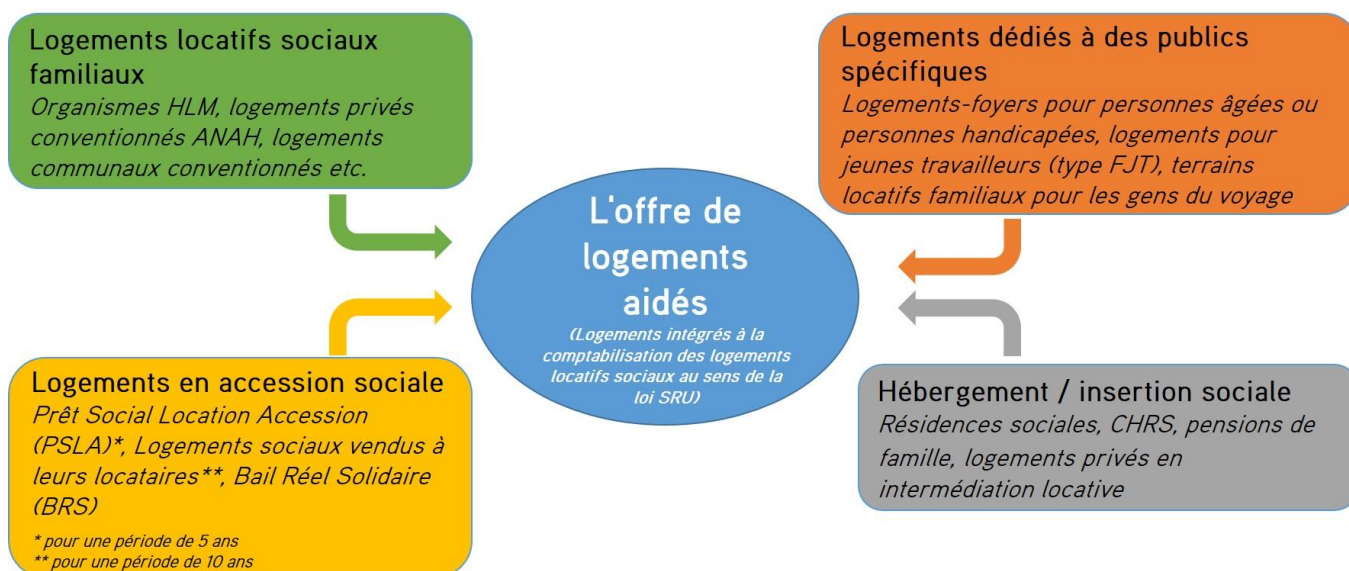 Logements locatifs sociaux
familiaux
Organismes HLM, logements privés
conventionnés ANAH, logements
communaux conventionnés etc.
Logements dédiés à des publics
spécifiques
Logements-foyers pour personnes âgées ou
personnes handicapées, logements pour
jeunes travailleurs (type FJT), terrains
locatifs familiaux pour les gens du voyage
L'offre de
logements
aidés
(Logements intégrés à la
comptabilisation des logements
locatifs sociaux au sens de la
loi SRU)
Logements en accession sociale
Prêt Social Location Accession
(PSLA)*, Logements sociaux vendus à
leurs locataires**, Bail Réel Solidaire
(BRS)
* pour une période de 5 ans
** pour une période de 10 ans
Hébergement / insertion sociale
Résidences sociales, CHRS, pensions de
famille, logements privés en
intermédiation locative